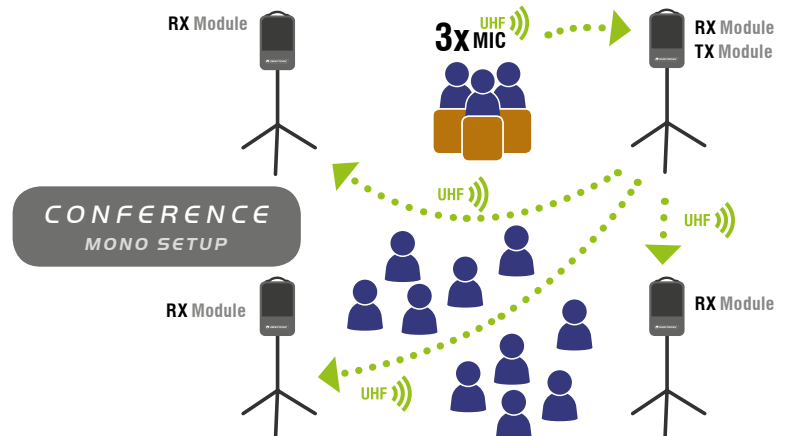 RX Module
3x MIC
UHF
RX Module
TX Module
UHF
UHF
CONFERENCE
MONO SETUP
RX Module
RX Module
UHF